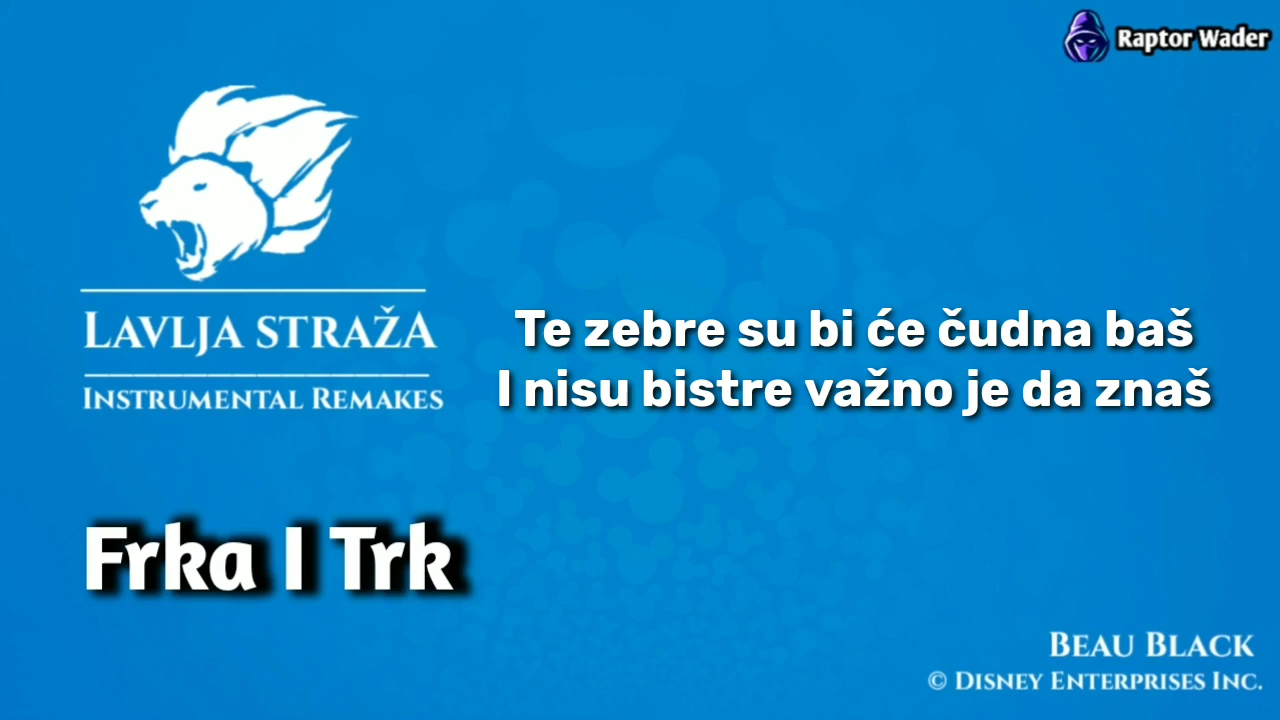 Raptor Wader
LAVLJA STRAŽA
INSTRUMENTAL REMAKES
Te zebre su bi će čudna baš
I nisu bistre važno je da znaš
Frka I Trk
BEAU BLACK
© DISNEY ENTERPRISES INC.